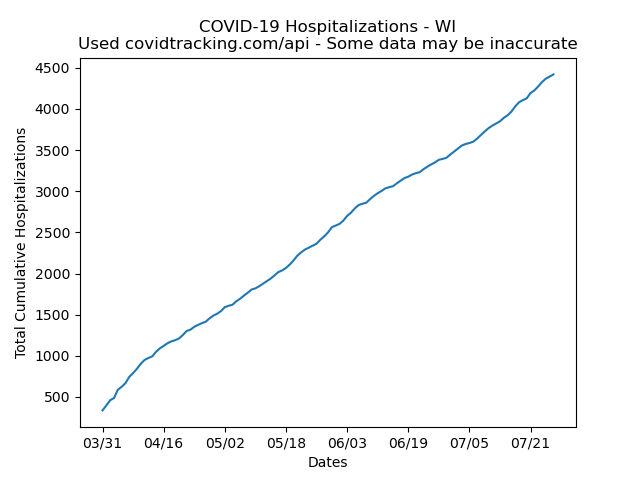 COVID-19 Hospitalizations - WI
Used covidtracking.com/api - Some data may be inaccurate
4500
4000
3500
3000
2500
2000
1500
1000
500
Total Cumulative Hospitalizations
03/31 04/16 05/02 05/18 06/03 06/19 07/05 07/21
Dates